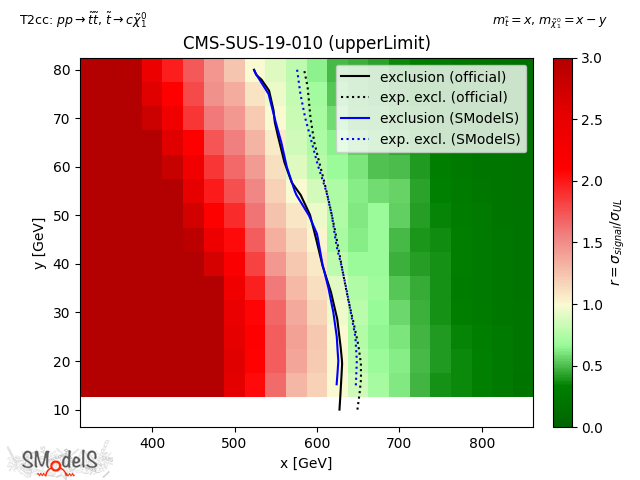 T2cc: pp → t̃t̃, t̃ → cχ̃₁⁰
m_t̃ = x, m_χ̃₁⁰ = x − y
CMS-SUS-19-010 (upperLimit)
exclusion (official)
exp. excl. (official)
exclusion (SModelS)
exp. excl. (SModelS)
80
70
60
50
40
30
20
10
y [GeV]
400 500 600 700 800
x [GeV]
3.0
2.5
2.0
1.5
1.0
0.5
0.0
r = σ_signal/σ_UL
SModelS